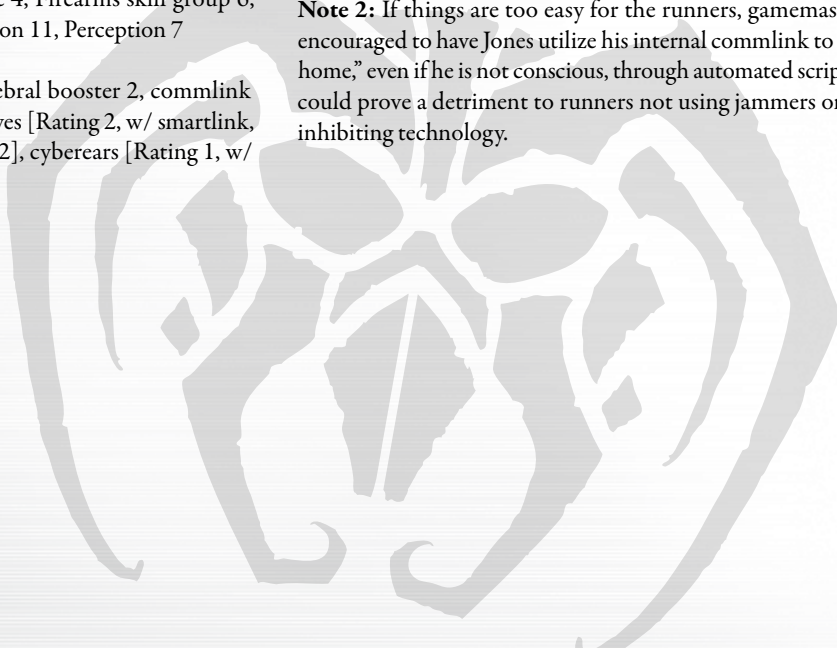 4, Firearms skill group 6,
on 11, Perception 7
ebral booster 2, commlink
es [Rating 2, w/ smartlink,
2], cyberears [Rating 1, w/
Note 2: If things are too easy for the runners, gamemas
encouraged to have Jones utilize his internal commlink to
home,” even if he is not conscious, through automated scrip
could prove a detriment to runners not using jammers or
inhibiting technology.